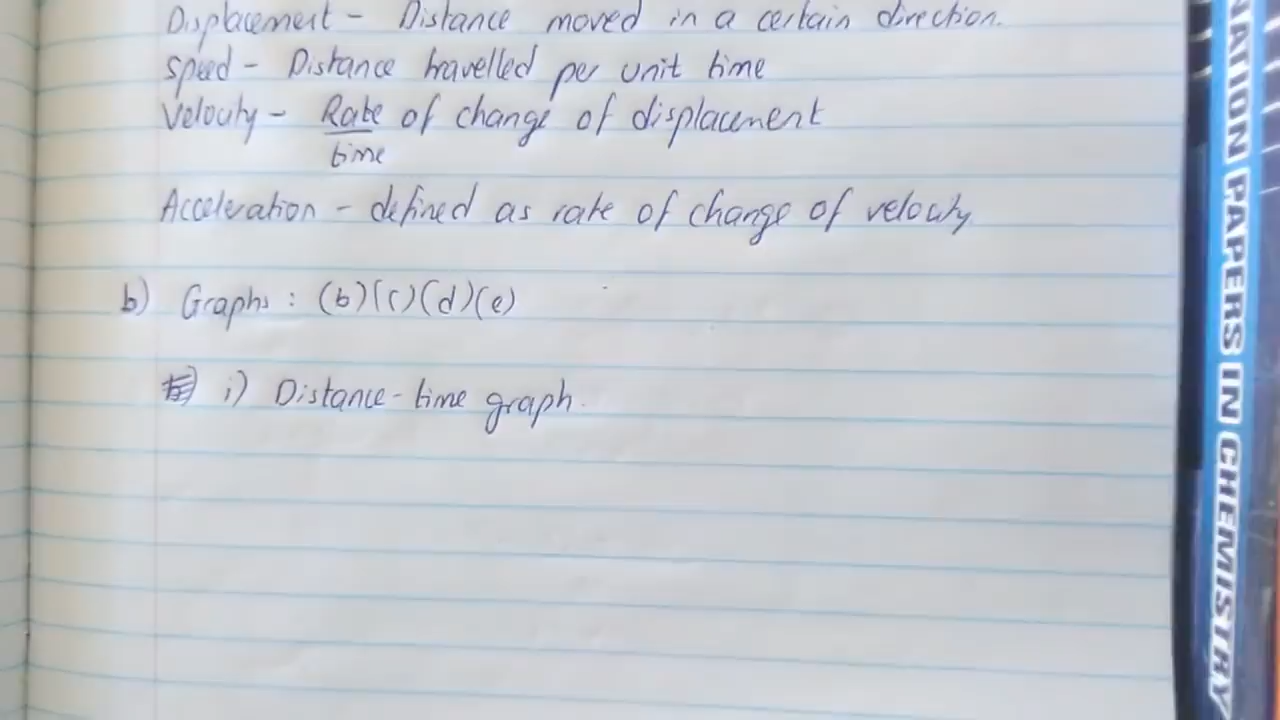 Displacement - Distance moved in a certain direction.
Speed - Distance travelled per unit time
Velocity - Rate of change of displacement
time
Acceleration - defined as rate of change of velocity
b) Graphs : (b)(c)(d)(e)
i) Distance-time graph.
NATION PAPERS IN CHEMISTRY